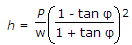 h = P/w ((1 - tan φ)/(1 + tan φ))²